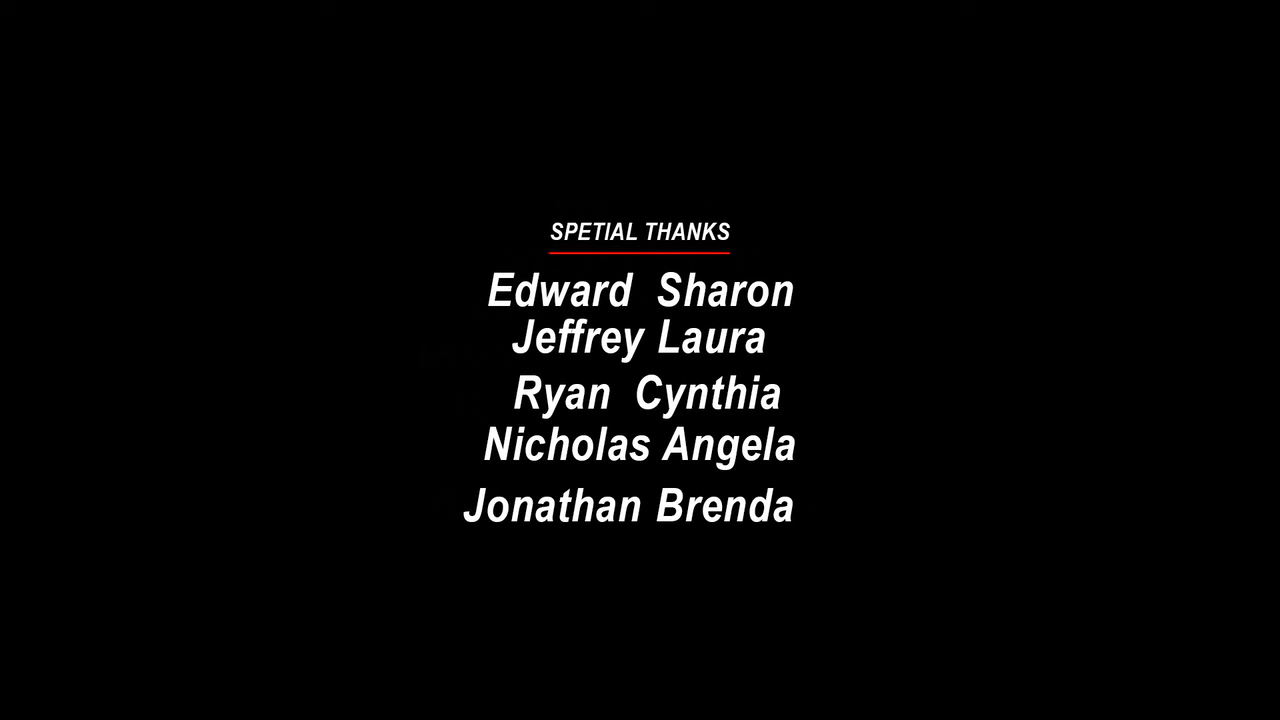 SPETIAL THANKS
Edward Sharon
Jeffrey Laura
Ryan Cynthia
Nicholas Angela
Jonathan Brenda